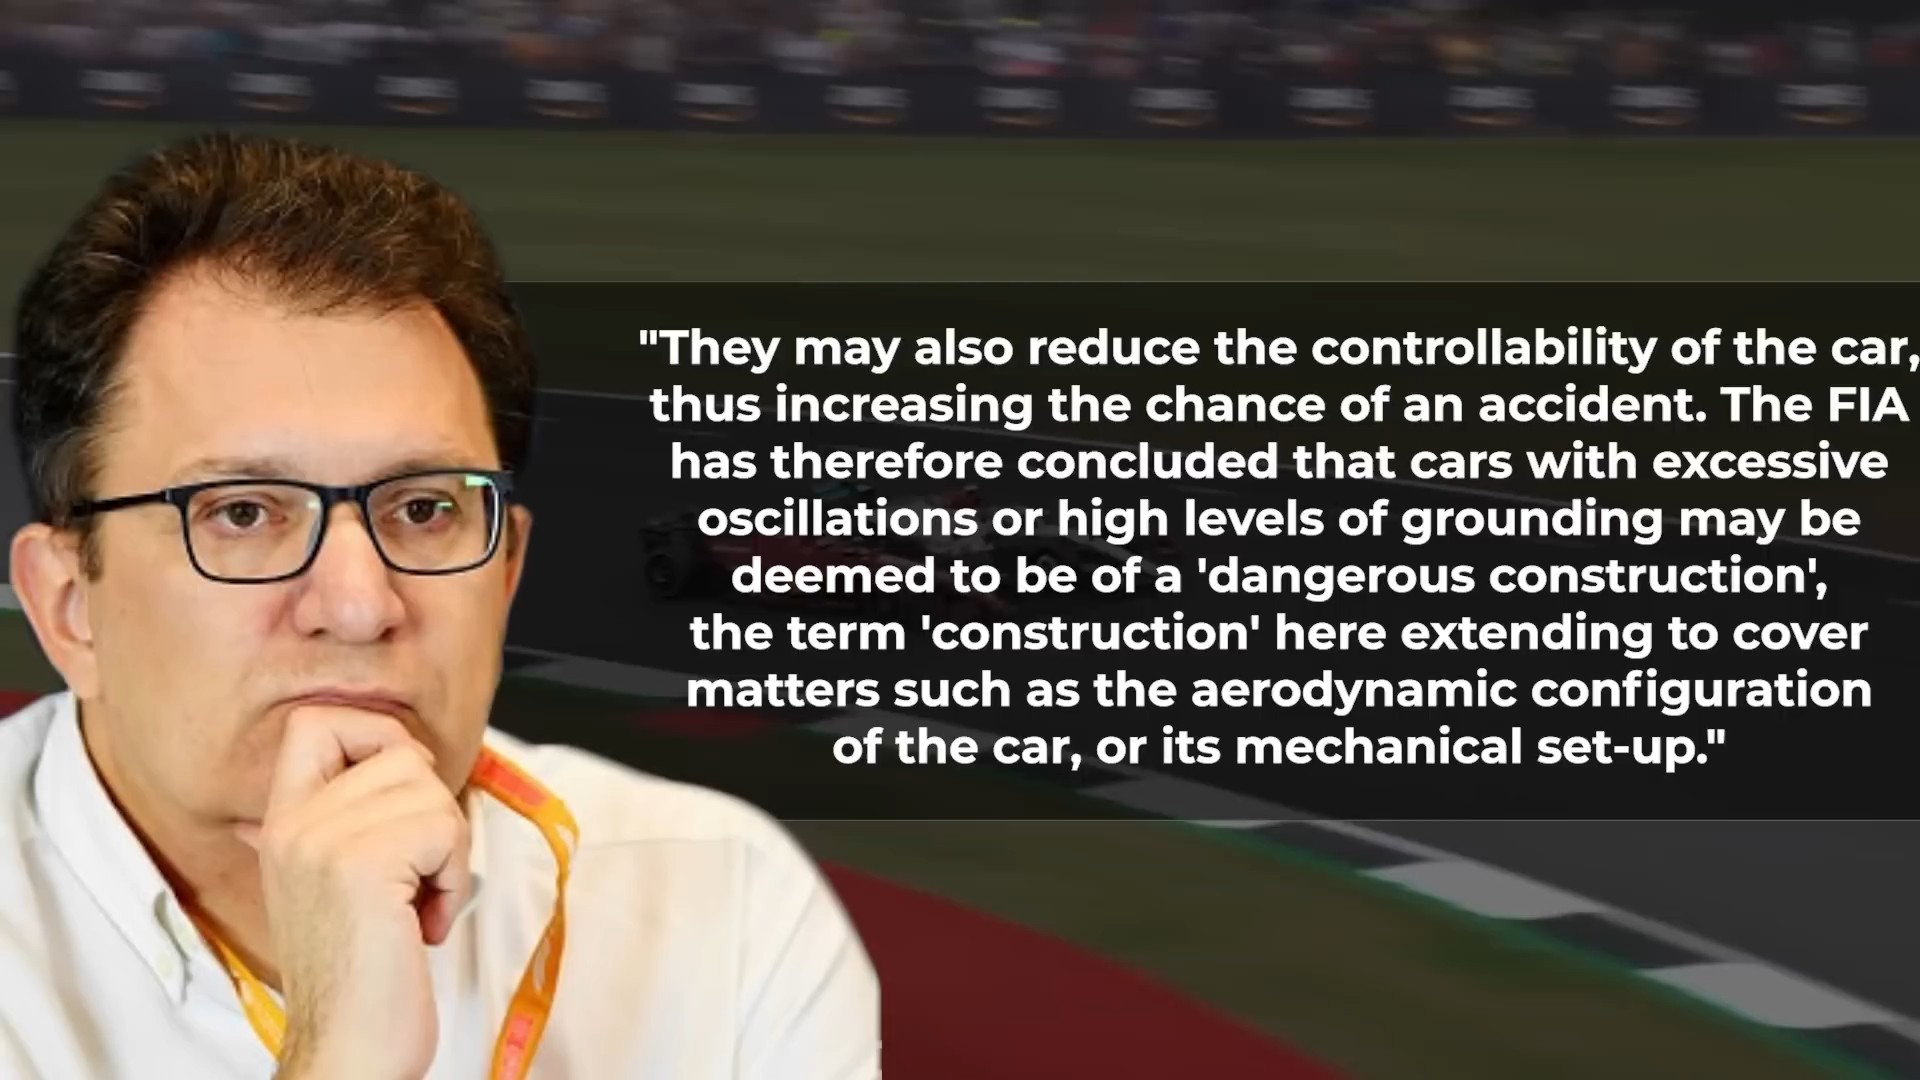 "They may also reduce the controllability of the car,
thus increasing the chance of an accident. The FIA
has therefore concluded that cars with excessive
oscillations or high levels of grounding may be
deemed to be of a 'dangerous construction',
the term 'construction' here extending to cover
matters such as the aerodynamic configuration
of the car, or its mechanical set-up."